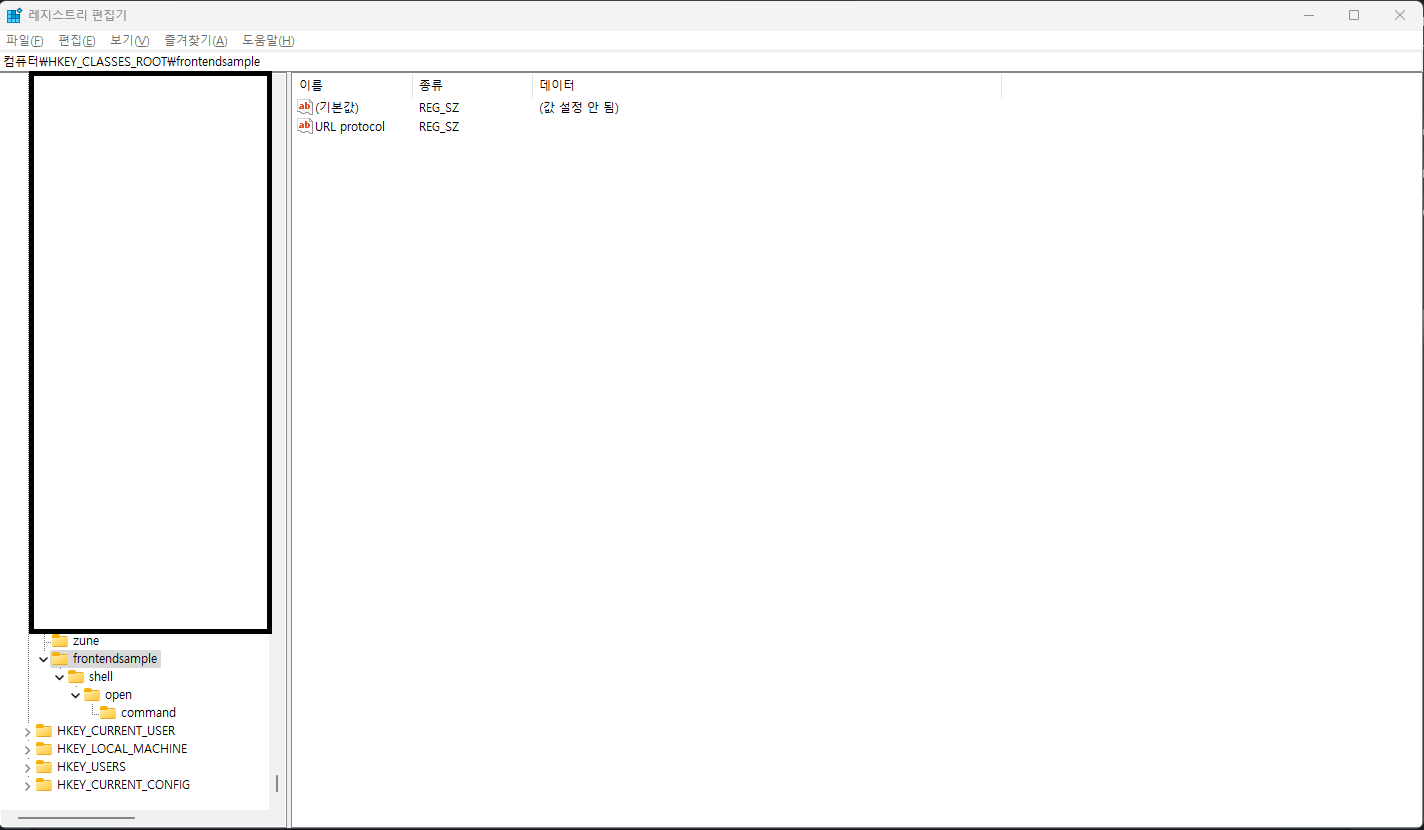 레지스트리 편집기
파일(F) 편집(E) 보기(V) 즐겨찾기(A) 도움말(H)
컴퓨터₩HKEY_CLASSES_ROOT₩frontendsample
이름 종류 데이터
(기본값) REG_SZ (값 설정 안 됨)
URL protocol REG_SZ
zune
frontendsample
shell
open
command
HKEY_CURRENT_USER
HKEY_LOCAL_MACHINE
HKEY_USERS
HKEY_CURRENT_CONFIG